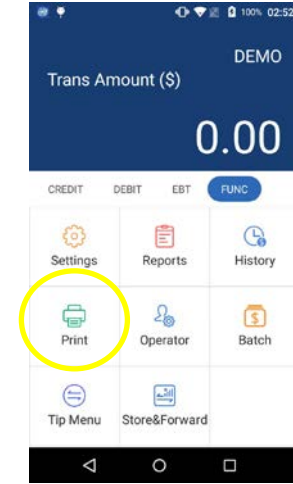 100% 02:52
DEMO
Trans Amount ($)
0.00
CREDIT DEBIT EBT FUNC
Settings Reports History
Print Operator Batch
Tip Menu Store&Forward